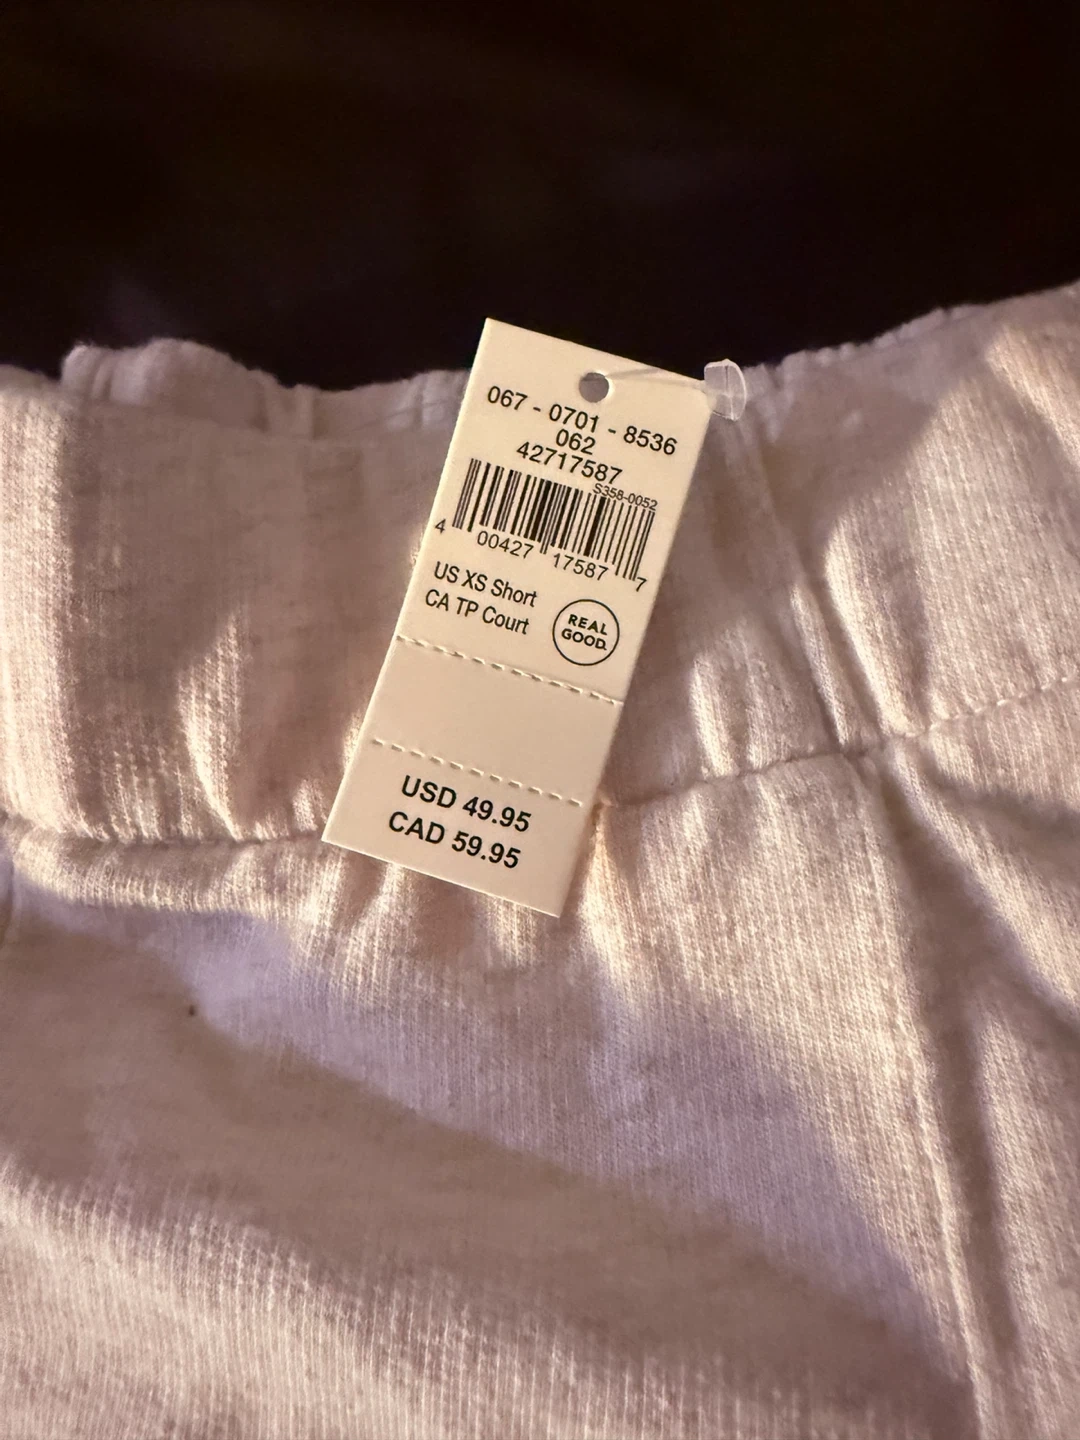 067 - 0701 - 8536
062
42717587
S358-0052
4 00427 17587 7
US XS Short
CA TP Court
REAL
GOOD.
USD 49.95
CAD 59.95